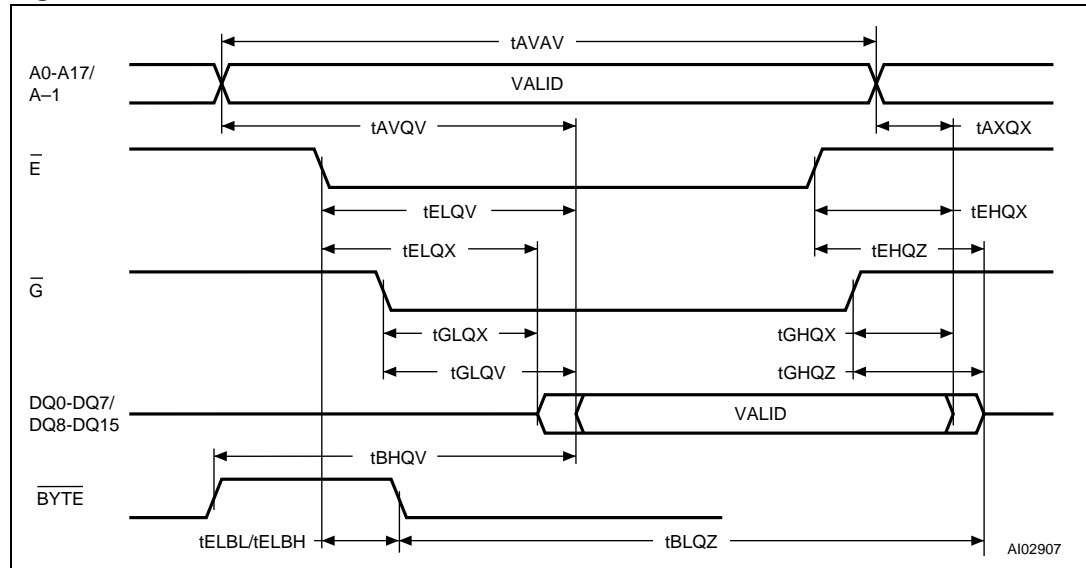 tAVAV
A0-A17/
A–1
VALID
tAVQV
tAXQX
E
tELQV
tEHQX
tELQX
tEHQZ
G
tGLQX
tGHQX
tGLQV
tGHQZ
DQ0-DQ7/
DQ8-DQ15
VALID
tBHQV
BYTE
tELBL/tELBH
tBLQZ
AI02907